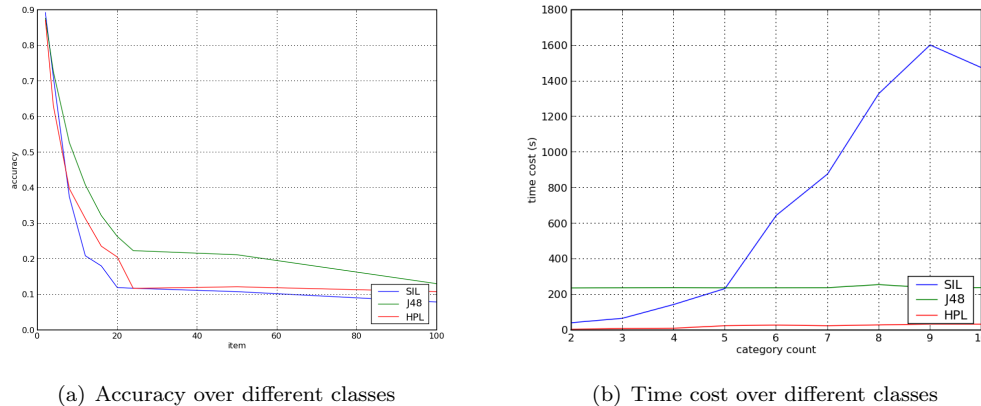 0.9
0.8
0.7
0.6
0.5
0.4
0.3
0.2
0.1
0.0
accuracy
0 20 40 60 80 100
item
SIL
J48
HPL
(a) Accuracy over different classes
1800
1600
1400
1200
1000
800
600
400
200
0
time cost (s)
2 3 4 5 6 7 8 9 1
category count
SIL
J48
HPL
(b) Time cost over different classes